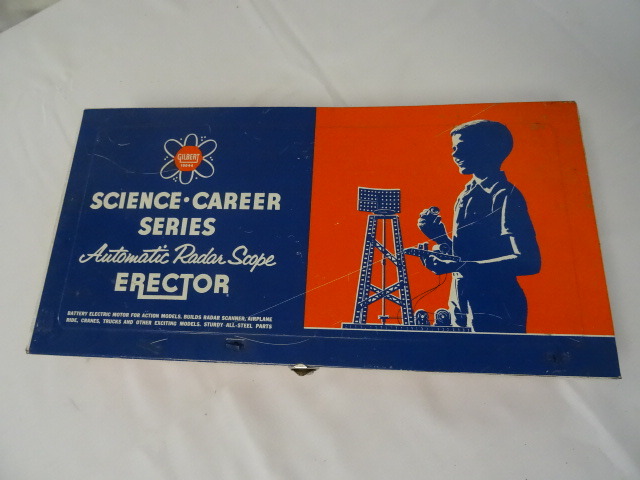 GILBERT
SCIENCE • CAREER
SERIES
Automatic Radar Scope
ERECTOR
BATTERY ELECTRIC MOTOR FOR ACTION MODELS. BUILDS RADAR SCANNER, AIRPLANE
RIDE, CRANES, TRUCKS AND OTHER EXCITING MODELS. STURDY ALL-STEEL PARTS